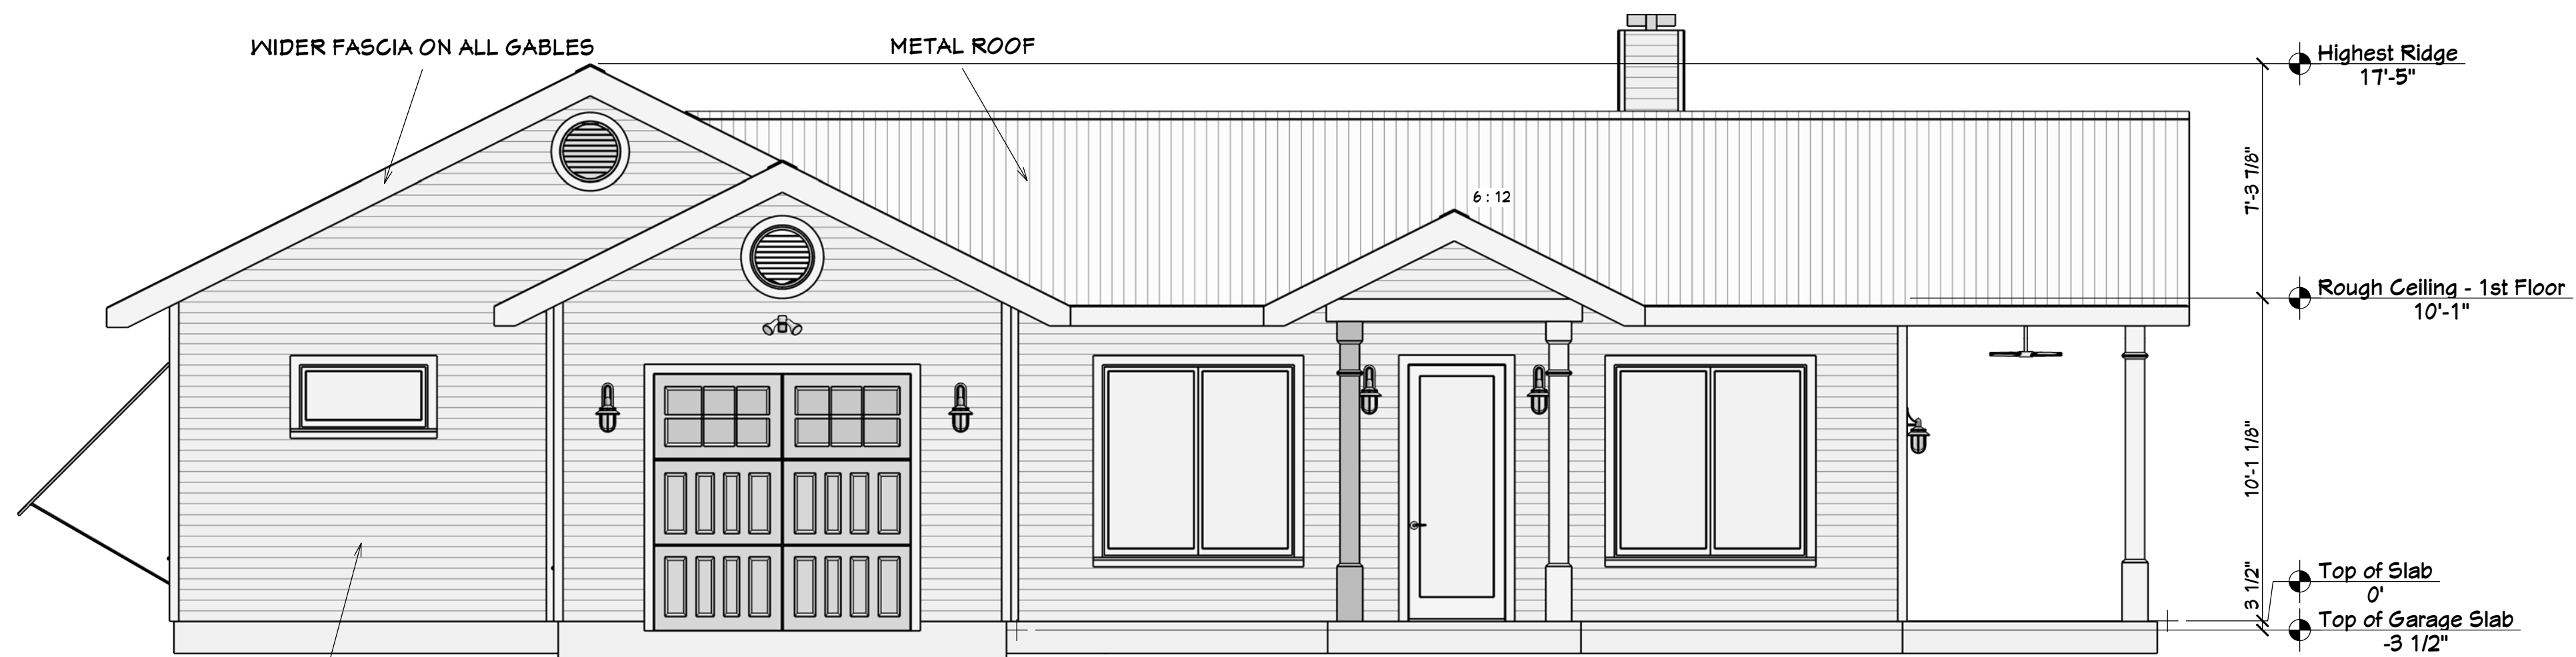 WIDER FASCIA ON ALL GABLES
METAL ROOF
6 : 12
Highest Ridge
17'-5"
7'-3 7/8"
Rough Ceiling - 1st Floor
10'-1"
10'-1 1/8"
Top of Slab
0'
3 1/2"
Top of Garage Slab
-3 1/2"